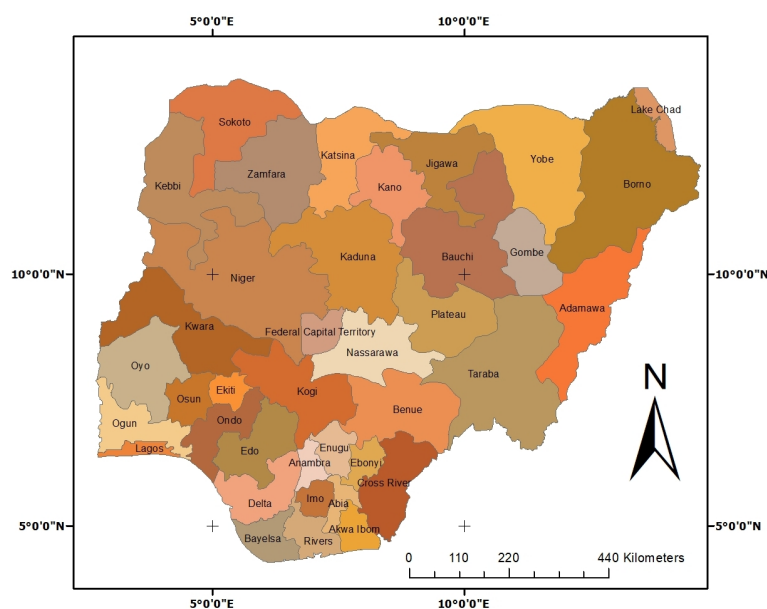 5°0'0"E 10°0'0"E
Lake Chad
Sokoto
Katsina
Jigawa
Yobe
Zamfara
Kebbi
Kano
Borno
Gombe
Kaduna
Bauchi
10°0'0"N 10°0'0"N
Niger
Adamawa
Plateau
Kwara
Federal Capital Territory
Nassarawa
Oyo
Taraba
N
Ekiti
Kogi
Osun
Benue
Ondo
Ogun
Lagos
Edo
Enugu
Anambra
Ebonyi
Cross River
Imo
Delta
Abia
5°0'0"N 5°0'0"N
Akwa Ibom
Bayelsa
Rivers
0 110 220 440 Kilometers
5°0'0"E 10°0'0"E